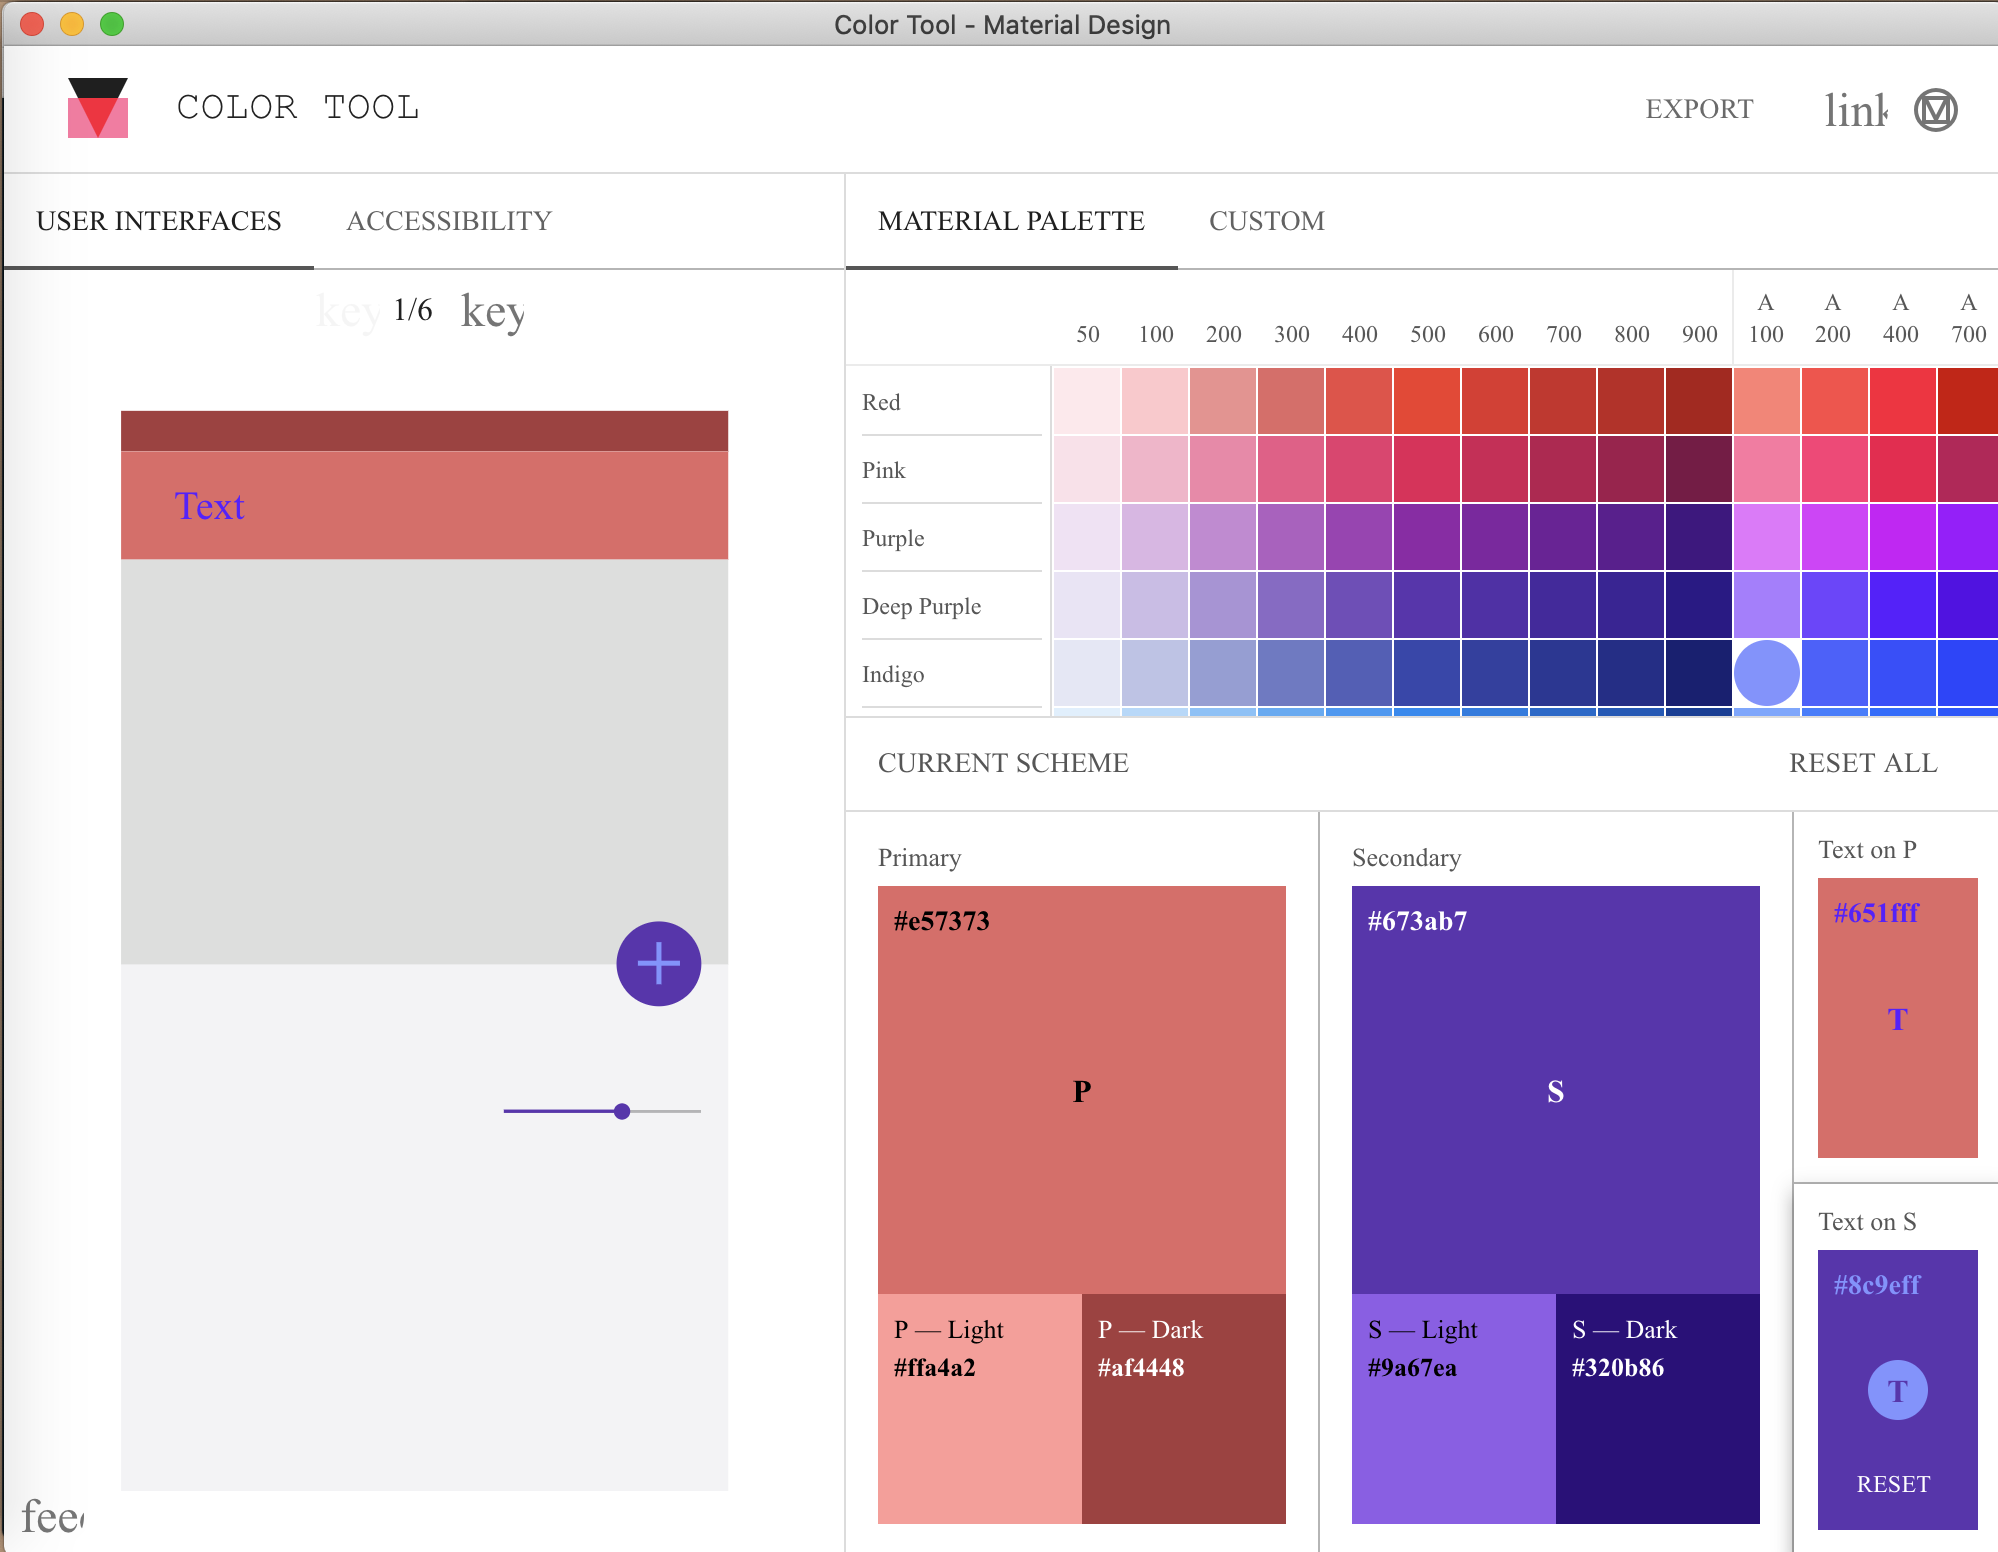 Color Tool - Material Design
COLOR TOOL
EXPORT
link
USER INTERFACES
ACCESSIBILITY
MATERIAL PALETTE
CUSTOM
key
1/6
key
A A A A
50 100 200 300 400 500 600 700 800 900 100 200 400 700
Red
Pink
Purple
Deep Purple
Indigo
Text
CURRENT SCHEME
RESET ALL
Primary
#e57373
P
P — Light
#ffa4a2
P — Dark
#af4448
Secondary
#673ab7
S
S — Light
#9a67ea
S — Dark
#320b86
Text on P
#651fff
T
Text on S
#8c9eff
T
RESET